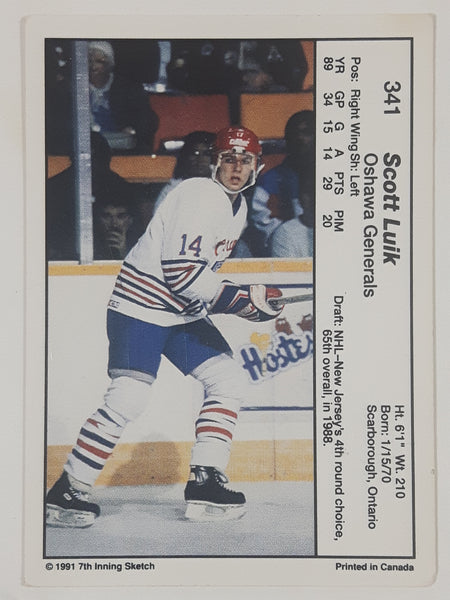 341
Scott Luik
Oshawa Generals
Ht. 6'1" Wt. 210
Born: 1/15/70
Scarborough, Ontario
Pos: Right Wing Sh: Left
YR GP G A PTS PIM
89 34 15 14 29 20
Draft: NHL–New Jersey's 4th round choice,
65th overall, in 1988.
14
Hoste
© 1991 7th Inning Sketch
Printed in Canada